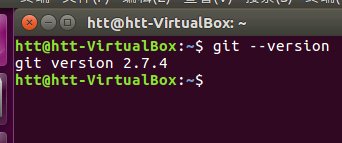 htt@htt-VirtualBox: ~
htt@htt-VirtualBox:~$ git --version
git version 2.7.4
htt@htt-VirtualBox:~$